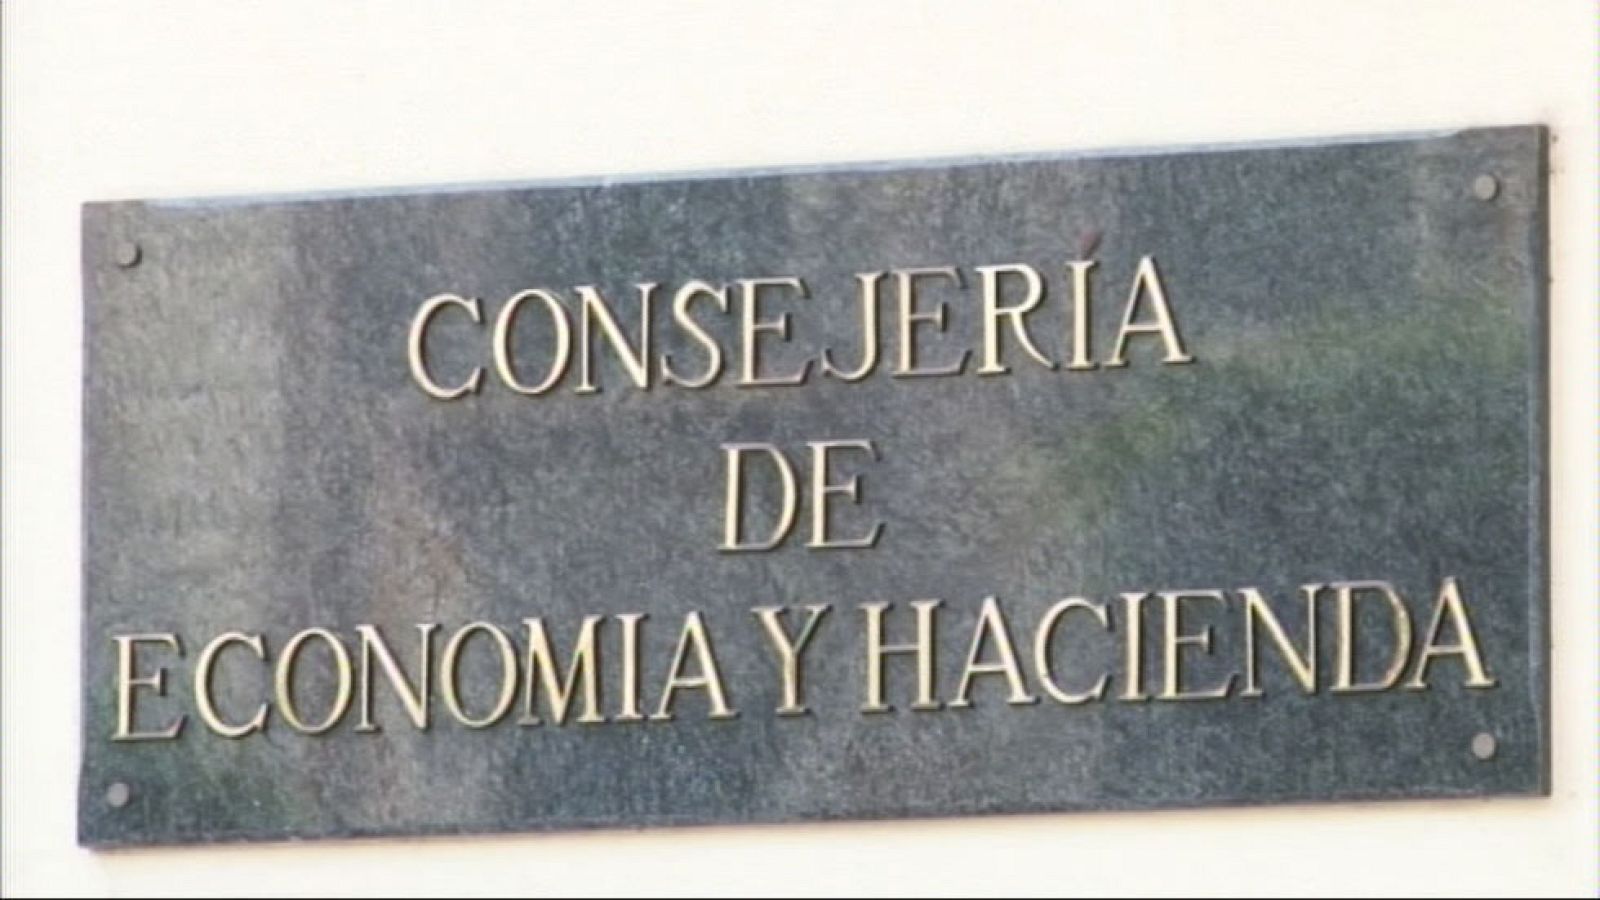 CONSEJERÍA
DE
ECONOMIA Y HACIENDA